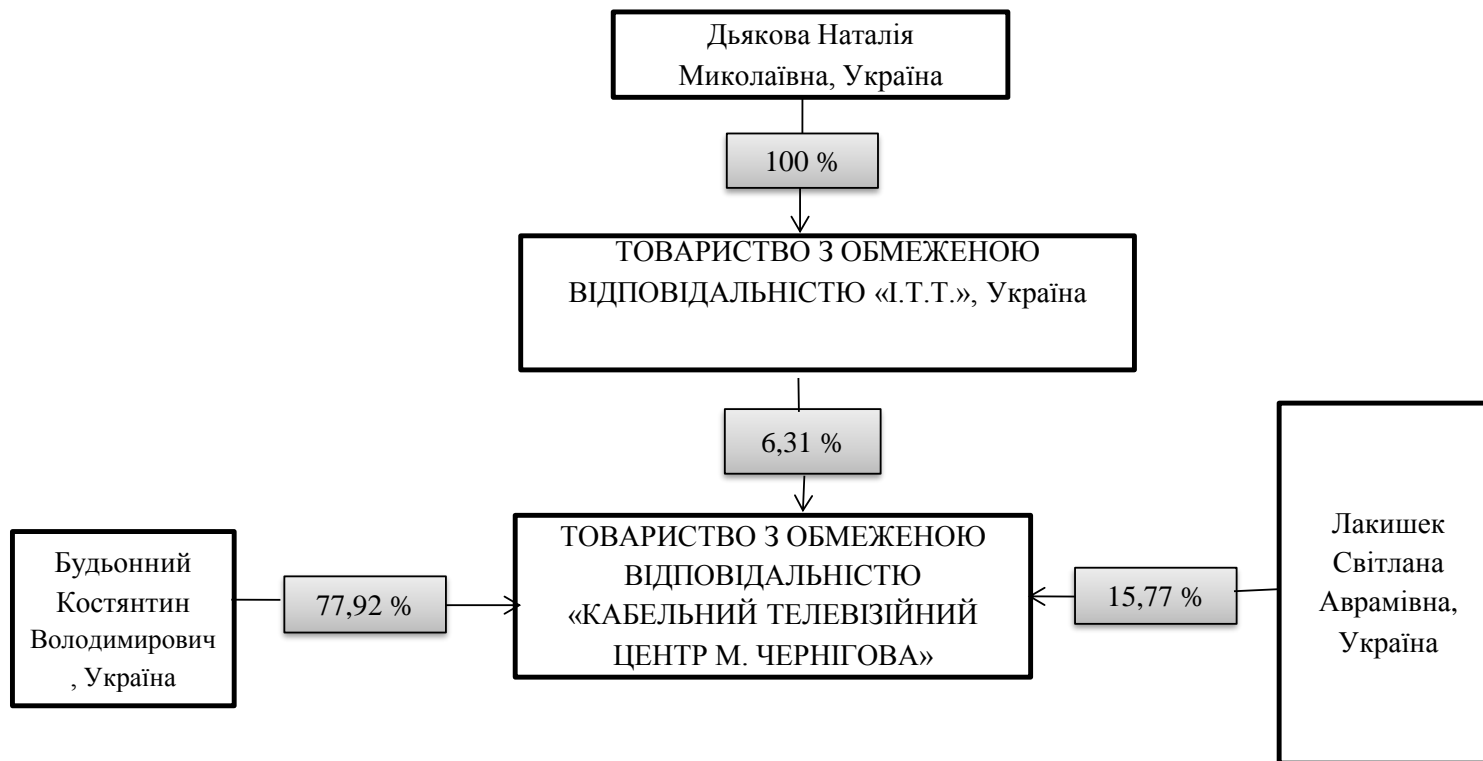 Дьякова Наталія
Миколаївна, Україна
100 %
ТОВАРИСТВО З ОБМЕЖЕНОЮ
ВІДПОВІДАЛЬНІСТЮ «І.Т.Т.», Україна
6,31 %
Будьонний
Костянтин
Володимирович
, Україна
77,92 %
ТОВАРИСТВО З ОБМЕЖЕНОЮ
ВІДПОВІДАЛЬНІСТЮ
«КАБЕЛЬНИЙ ТЕЛЕВІЗІЙНИЙ
ЦЕНТР М. ЧЕРНІГОВА»
15,77 %
Лакишек
Світлана
Аврамівна,
Україна